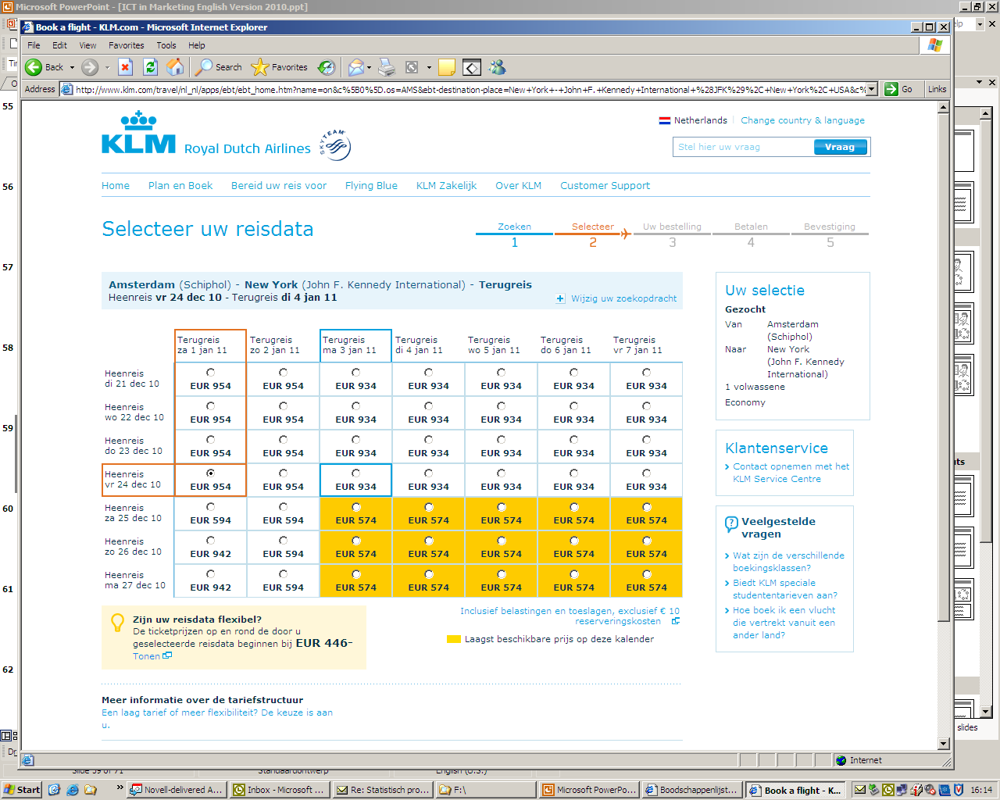 Microsoft PowerPoint - [ICT in Marketing English Version 2010.ppt]
Book a flight - KLM.com - Microsoft Internet Explorer
File Edit View Favorites Tools Help
Back Search Favorites
Address http://www.klm.com/travel/nl_nl/apps/ebt/ebt_home.htm?name=on&c%5B0%5D.os=AMS&ebt-destination-place=New+York+-+John+F.+Kennedy+International+%28JFK%29%2C+New+York%2C+USA&c% Go Links
55
56
57
58
59
60
61
62
KLM Royal Dutch Airlines SKYTEAM
Netherlands Change country & language
Stel hier uw vraag Vraag
Home Plan en Boek Bereid uw reis voor Flying Blue KLM Zakelijk Over KLM Customer Support
Selecteer uw reisdata
Zoeken Selecteer Uw bestelling Betalen Bevestiging
1 2 3 4 5
Amsterdam (Schiphol) - New York (John F. Kennedy International) - Terugreis
Heenreis vr 24 dec 10 - Terugreis di 4 jan 11
Wijzig uw zoekopdracht
Terugreis Terugreis Terugreis Terugreis Terugreis Terugreis Terugreis
za 1 jan 11 zo 2 jan 11 ma 3 jan 11 di 4 jan 11 wo 5 jan 11 do 6 jan 11 vr 7 jan 11
Heenreis
di 21 dec 10
EUR 954 EUR 954 EUR 934 EUR 934 EUR 934 EUR 934 EUR 934
Heenreis
wo 22 dec 10
EUR 954 EUR 954 EUR 934 EUR 934 EUR 934 EUR 934 EUR 934
Heenreis
do 23 dec 10
EUR 954 EUR 954 EUR 934 EUR 934 EUR 934 EUR 934 EUR 934
Heenreis
vr 24 dec 10
EUR 954 EUR 954 EUR 934 EUR 934 EUR 934 EUR 934 EUR 934
Heenreis
za 25 dec 10
EUR 594 EUR 594 EUR 574 EUR 574 EUR 574 EUR 574 EUR 574
Heenreis
zo 26 dec 10
EUR 942 EUR 594 EUR 574 EUR 574 EUR 574 EUR 574 EUR 574
Heenreis
ma 27 dec 10
EUR 942 EUR 594 EUR 574 EUR 574 EUR 574 EUR 574 EUR 574
Zijn uw reisdata flexibel?
De ticketprijzen op en rond de door u
geselecteerde reisdata beginnen bij EUR 446-
Tonen
Inclusief belastingen en toeslagen, exclusief € 10
reserveringskosten
Laagst beschikbare prijs op deze kalender
Meer informatie over de tariefstructuur
Een laag tarief of meer flexibiliteit? De keuze is aan
u.
Uw selectie
Gezocht
Van Amsterdam
(Schiphol)
Naar New York
(John F. Kennedy
International)
1 volwassene
Economy
Klantenservice
Contact opnemen met het
KLM Service Centre
Veelgestelde
vragen
Wat zijn de verschillende
boekingsklassen?
Biedt KLM speciale
studententarieven aan?
Hoe boek ik een vlucht
die vertrekt vanuit een
ander land?
slides
Internet
Slide 59 of 71 Standaardontwerp English (U.S.)
Start Novell-delivered A... Inbox - Microsoft ... Re: Statistisch pro... F:\ Microsoft PowerPo... Boodschappenlijst... Book a flight - K... 16:14